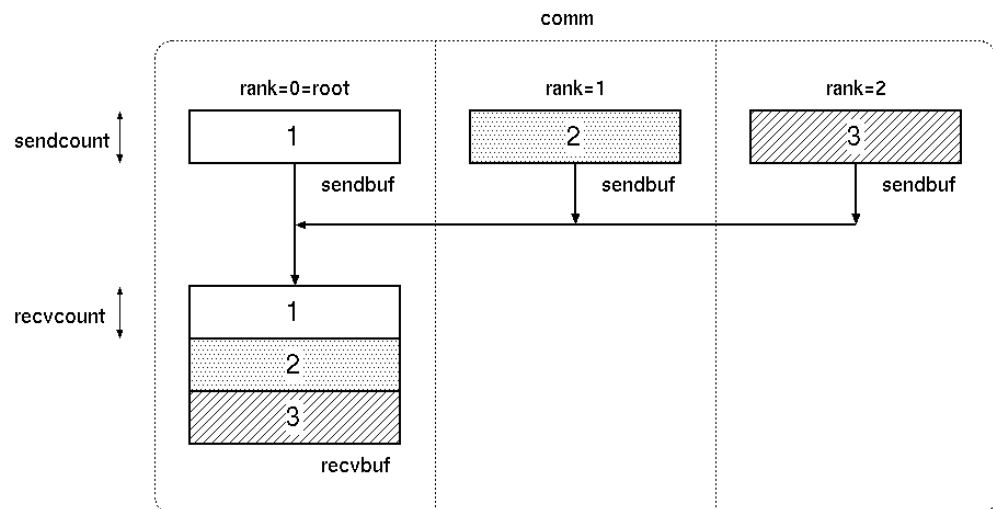 comm
rank=0=root
rank=1
rank=2
sendcount
1
2
3
sendbuf
sendbuf
sendbuf
recvcount
1
2
3
recvbuf